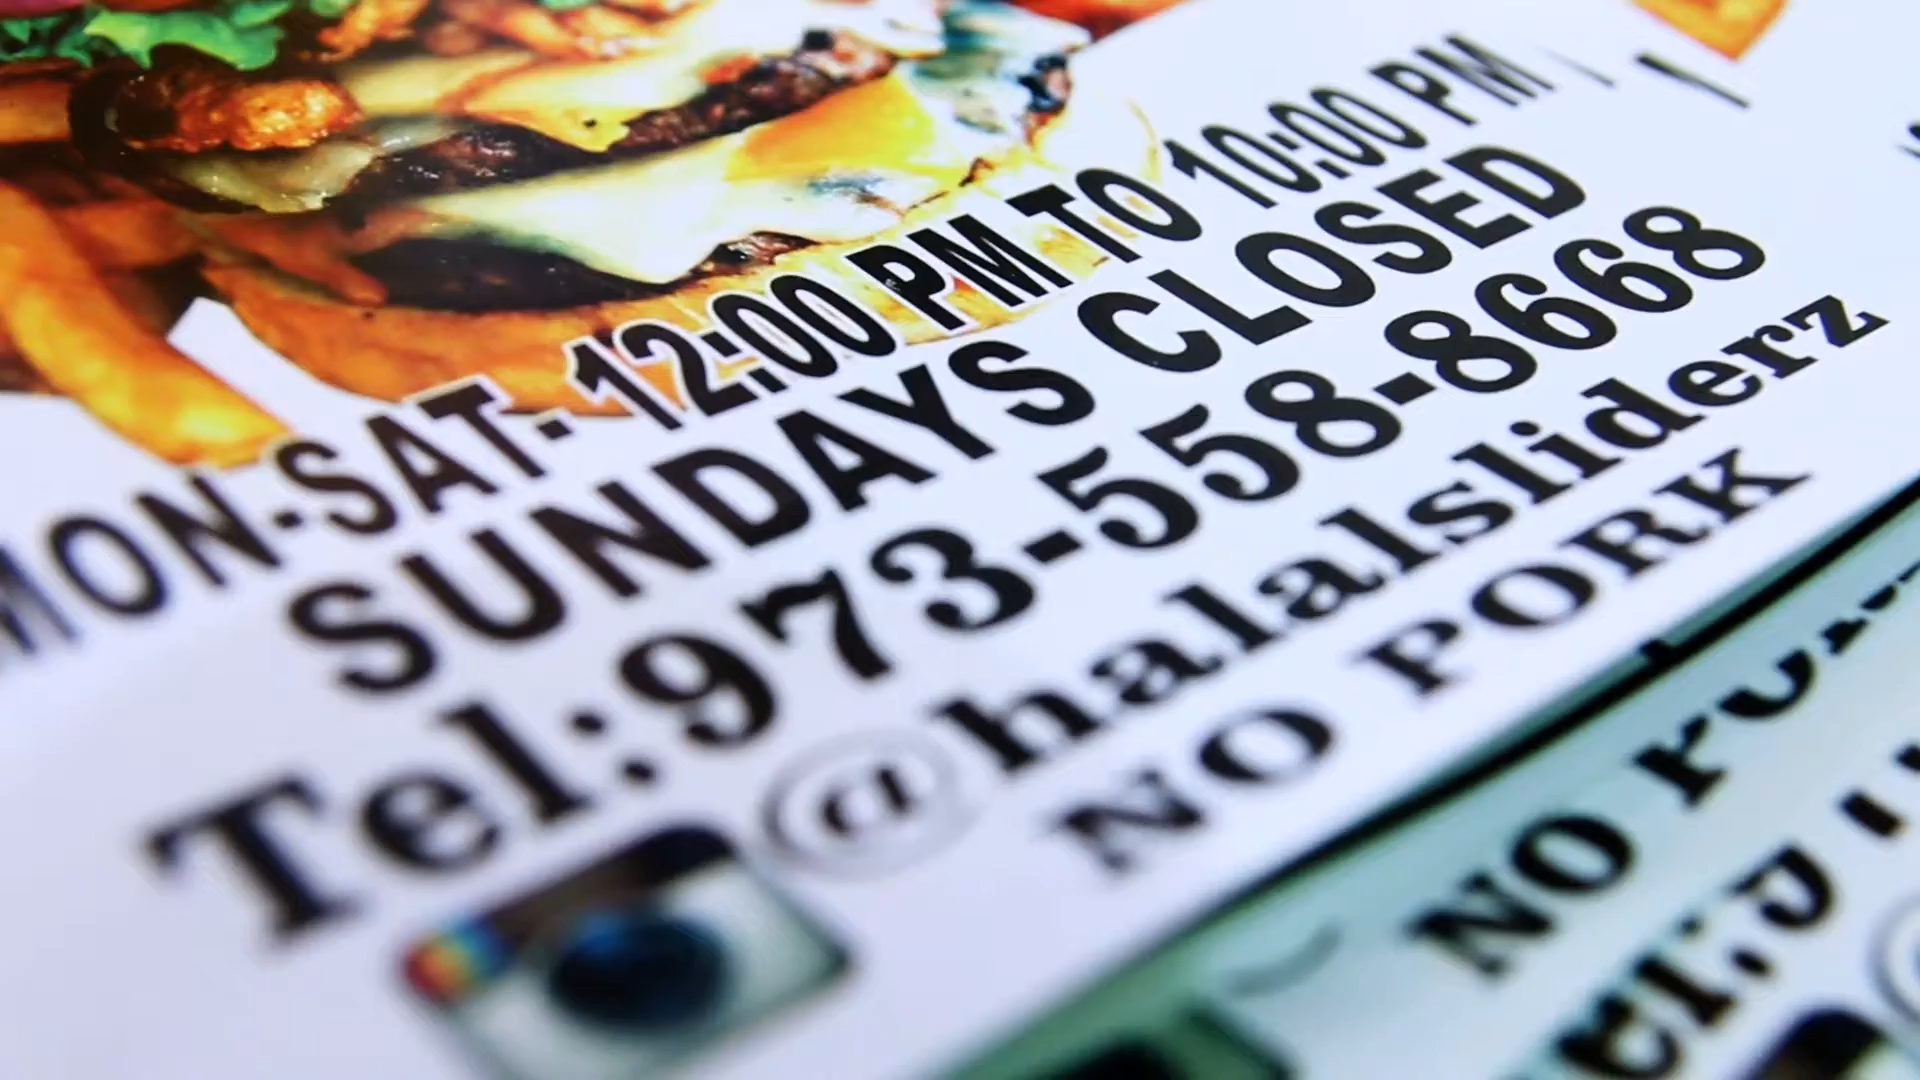 MON-SAT- 12:00 PM TO 10:00 PM
SUNDAYS CLOSED
Tel:973-558-8668
@halalsliderz
NO PORK
NO